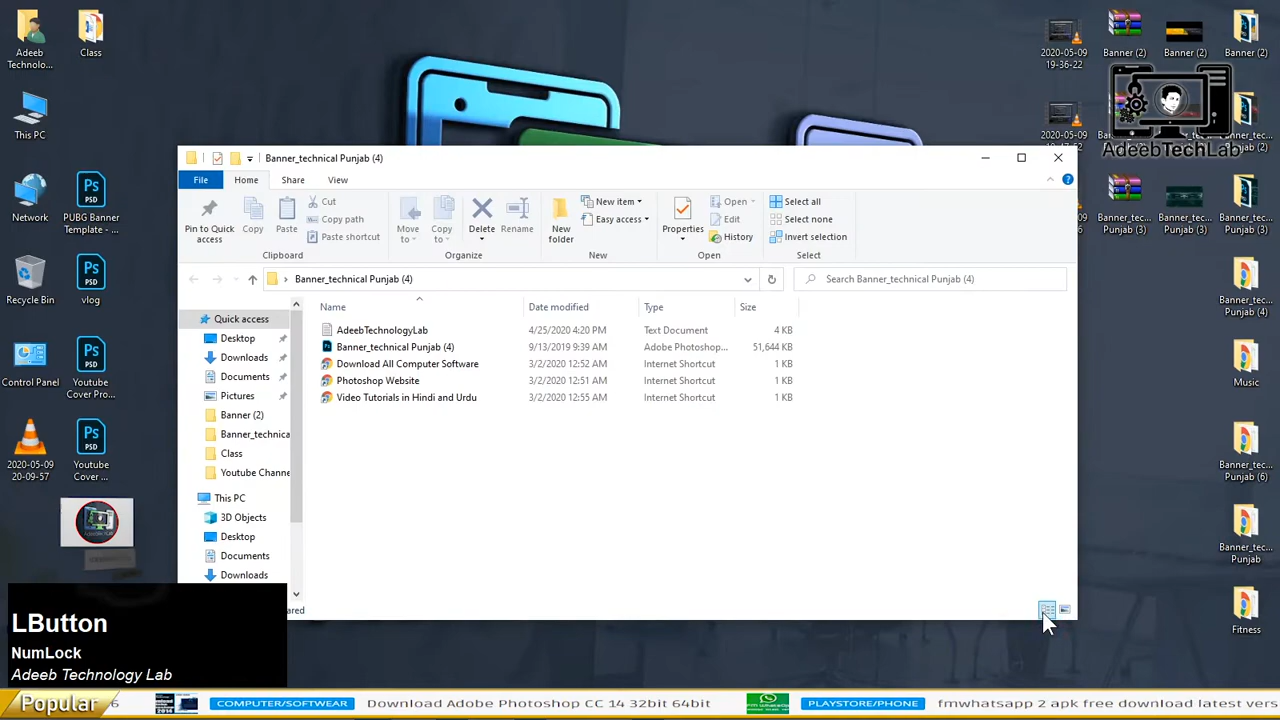 Adeeb
Technolo...
Class
This PC
Network
PUBG Banner
Template - ...
Recycle Bin
vlog
Control Panel
Youtube
Cover Pro...
2020-05-09
20-09-57
Youtube
Cover ...
2020-05-09
19-36-22
Banner (2)
Banner (2)
Banner (2)
AdeebTechLab
Banner_tec...
Punjab (3)
Banner_tec...
Punjab (3)
Banner_tec...
Punjab (3)
Banner_tec...
Punjab (4)
Music
Banner_tec...
Punjab (6)
Banner_tec...
Punjab
Fitness
Banner_technical Punjab (4)
File
Home
Share
View
Pin to Quick
access
Copy
Paste
Cut
Copy path
Paste shortcut
Clipboard
Move
to
Copy
to
Delete
Rename
Organize
New
folder
New item
Easy access
New
Properties
Open
Edit
History
Open
Select all
Select none
Invert selection
Select
Banner_technical Punjab (4)
Search Banner_technical Punjab (4)
Quick access
Desktop
Downloads
Documents
Pictures
Banner (2)
Banner_technica
Class
Youtube Channe
This PC
3D Objects
Desktop
Documents
Downloads
Name Date modified Type Size
AdeebTechnologyLab 4/25/2020 4:20 PM Text Document 4 KB
Banner_technical Punjab (4) 9/13/2019 9:39 AM Adobe Photoshop... 51,644 KB
Download All Computer Software 3/2/2020 12:52 AM Internet Shortcut 1 KB
Photoshop Website 3/2/2020 12:51 AM Internet Shortcut 1 KB
Video Tutorials in Hindi and Urdu 3/2/2020 12:55 AM Internet Shortcut 1 KB
ared
LButton
NumLock
Adeeb Technology Lab
Popular
6
COMPUTER/SOFTWEAR
Download Adobe Photoshop CC 14 32bit 64bit
PLAYSTORE/PHONE
fmwhatsapp 2 apk free download latest vers